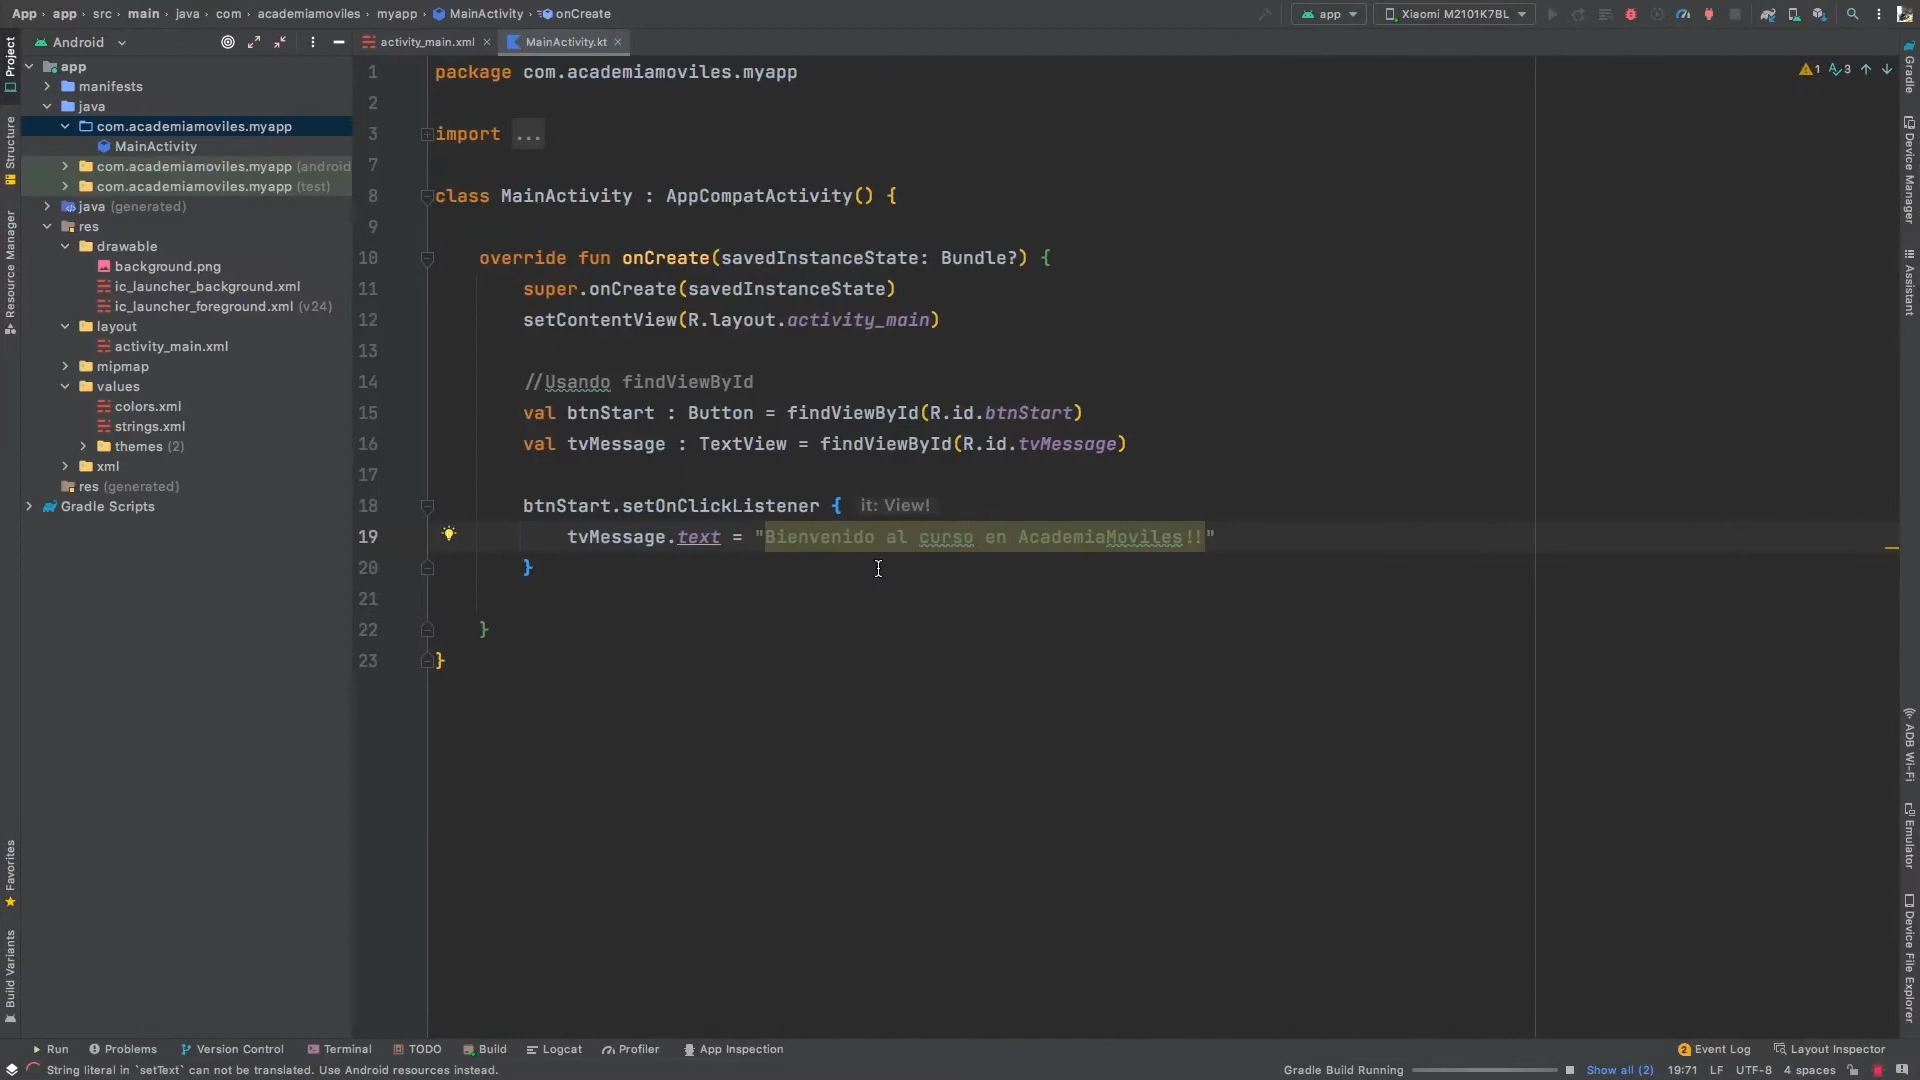 App › app › src › main › java › com › academiamoviles › myapp › MainActivity › onCreate
app
Xiaomi M2101K7BL
Android
activity_main.xml
MainActivity.kt
Project
Structure
Resource Manager
Favorites
Build Variants
app
manifests
java
com.academiamoviles.myapp
MainActivity
com.academiamoviles.myapp (android
com.academiamoviles.myapp (test)
java (generated)
res
drawable
background.png
ic_launcher_background.xml
ic_launcher_foreground.xml (v24)
layout
activity_main.xml
mipmap
values
colors.xml
strings.xml
themes (2)
xml
res (generated)
Gradle Scripts
1 package com.academiamoviles.myapp
2
3 import ...
7
8 class MainActivity : AppCompatActivity() {
9
10 override fun onCreate(savedInstanceState: Bundle?) {
11 super.onCreate(savedInstanceState)
12 setContentView(R.layout.activity_main)
13
14 //Usando findViewById
15 val btnStart : Button = findViewById(R.id.btnStart)
16 val tvMessage : TextView = findViewById(R.id.tvMessage)
17
18 btnStart.setOnClickListener { it: View!
19 tvMessage.text = "Bienvenido al curso en AcademiaMoviles!!"
20 }
21
22 }
23 }
1 3
Gradle
Device Manager
Assistant
ADB Wi-Fi
Emulator
Device File Explorer
Run Problems Version Control Terminal TODO Build Logcat Profiler App Inspection
2 Event Log Layout Inspector
String literal in `setText` can not be translated. Use Android resources instead.
Gradle Build Running Show all (2) 19:71 LF UTF-8 4 spaces